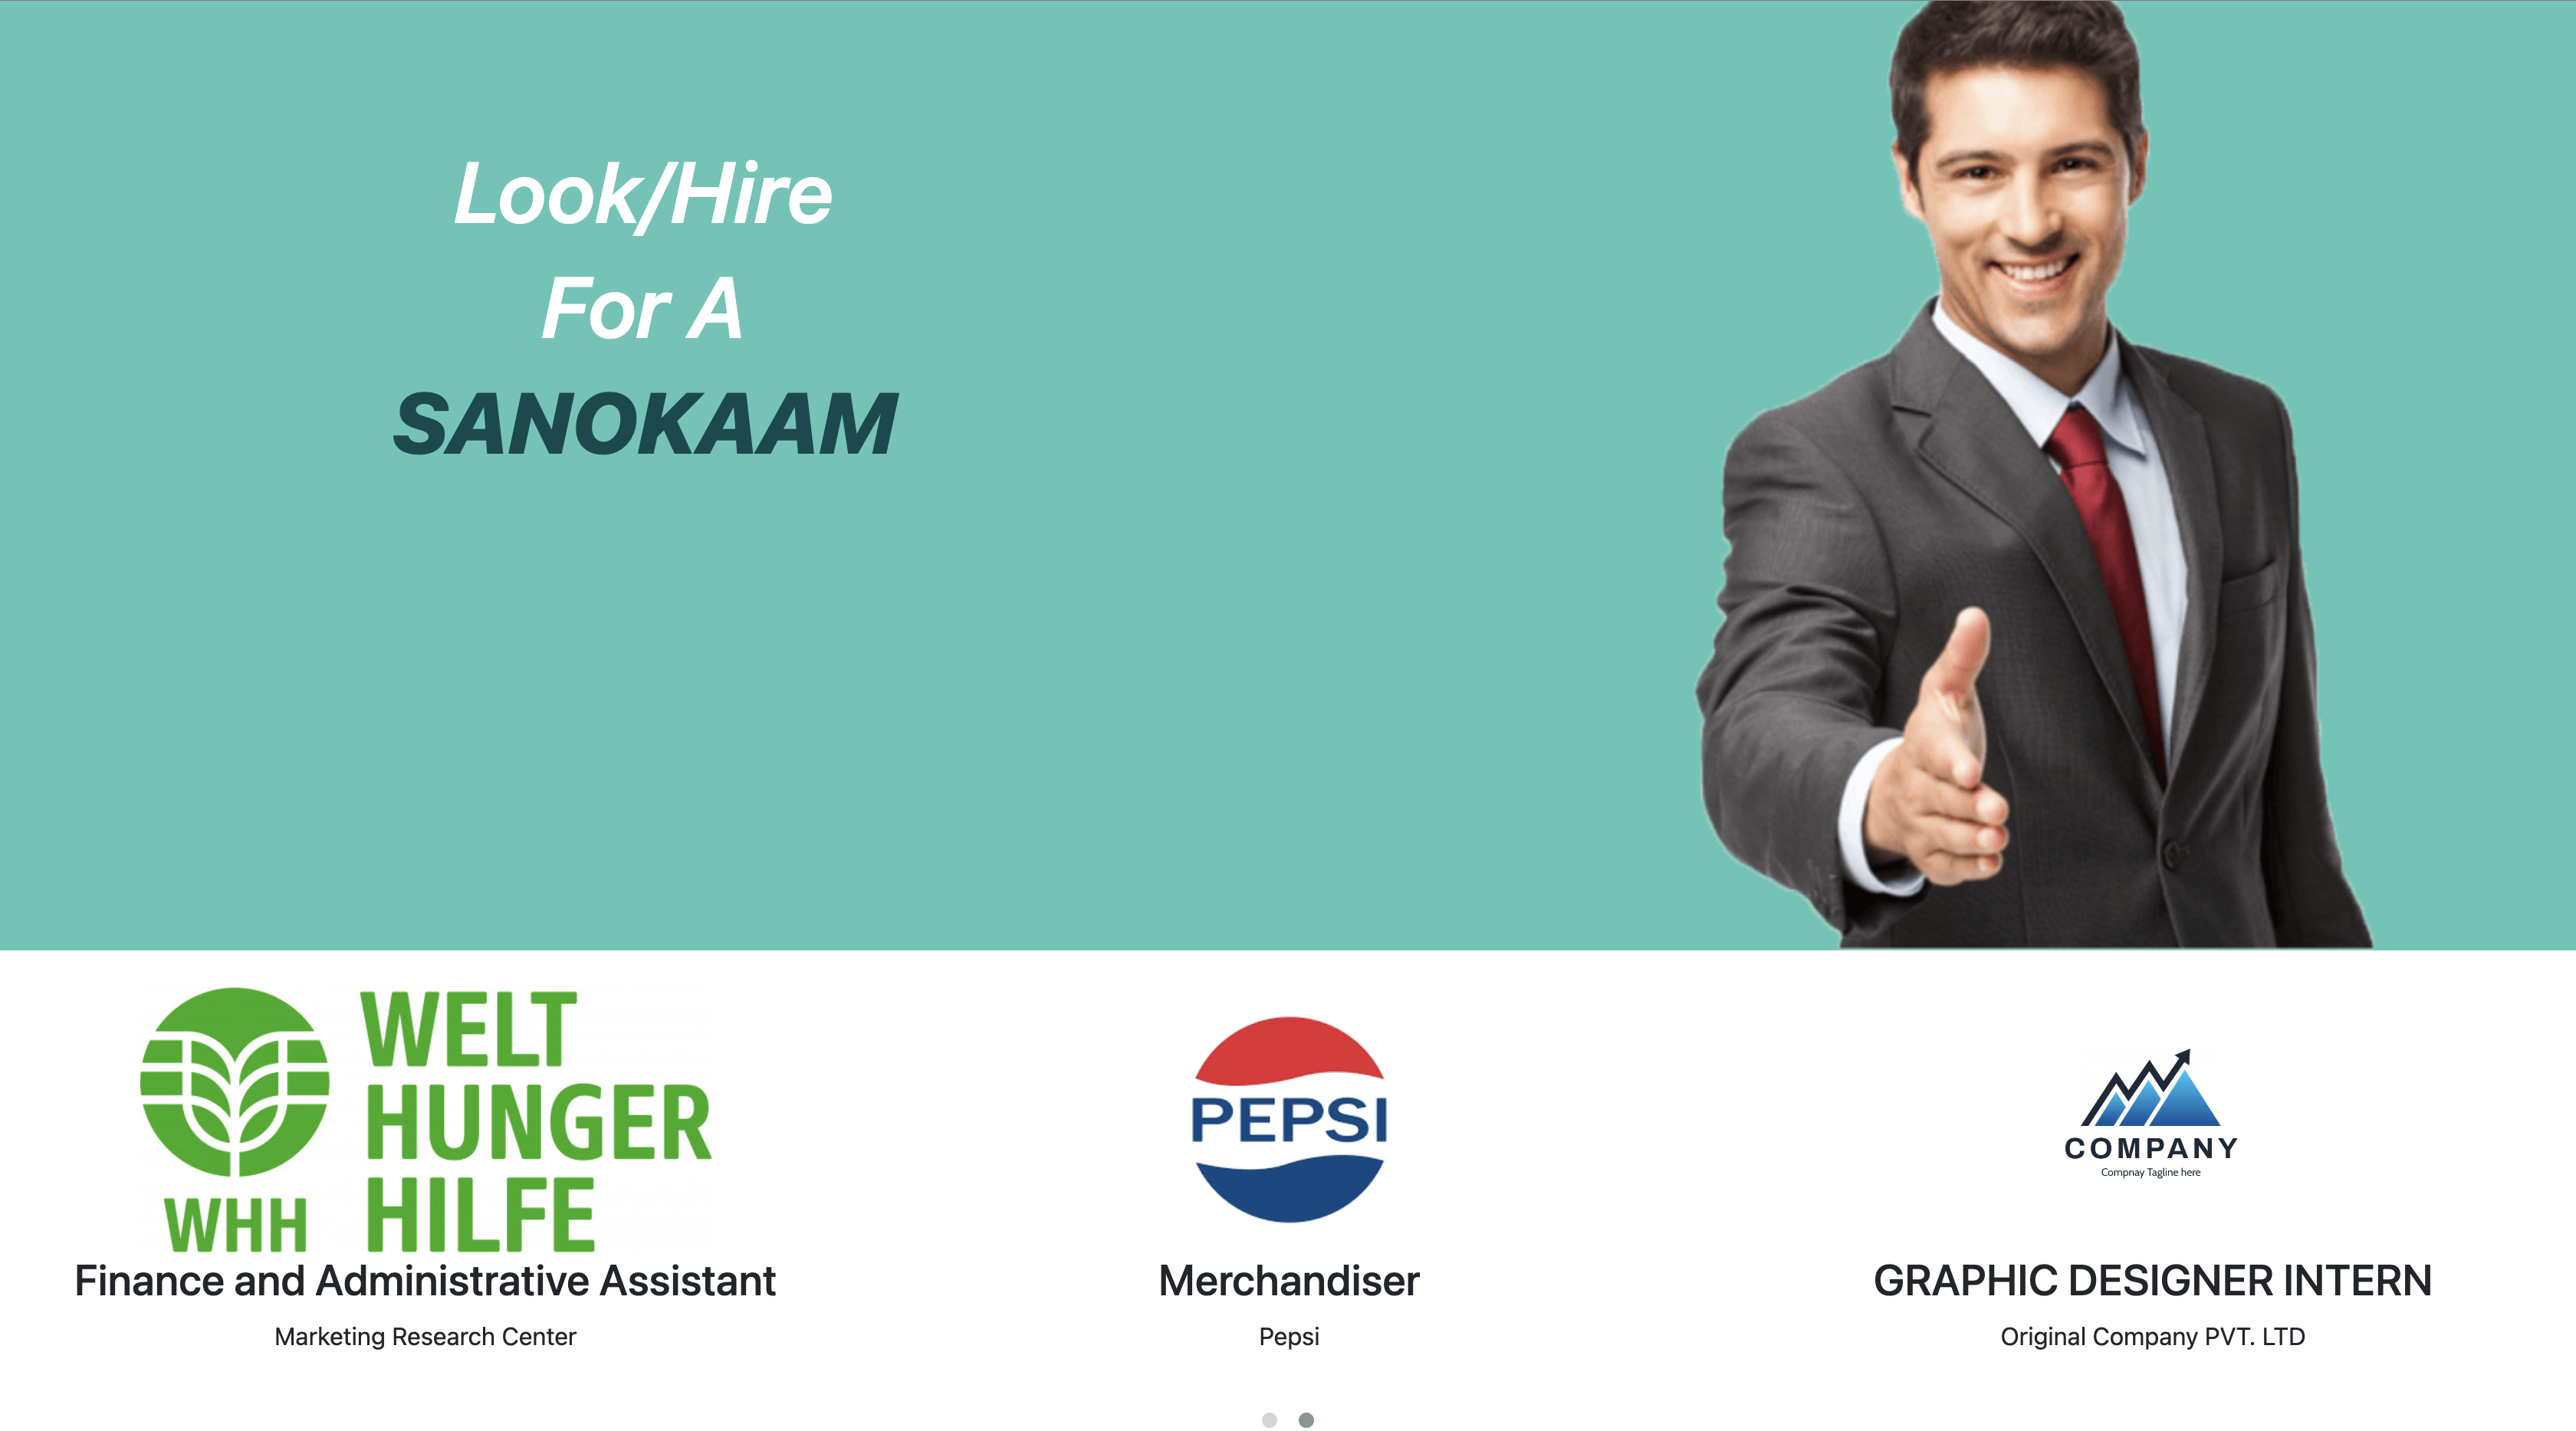 Look/Hire
For A
SANOKAAM
WELT
HUNGER
HILFE
WHH
Finance and Administrative Assistant
Marketing Research Center
PEPSI
Merchandiser
Pepsi
COMPANY
Compnay Tagline here
GRAPHIC DESIGNER INTERN
Original Company PVT. LTD